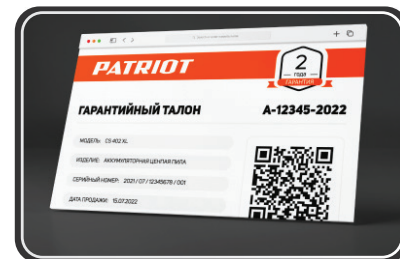 PATRIOT
2
ГОДА
ГАРАНТИЯ
ГАРАНТИЙНЫЙ ТАЛОН
A-12345-2022
МОДЕЛЬ: CS 402 XL
ИЗДЕЛИЕ: АККУМУЛЯТОРНАЯ ЦЕПНАЯ ПИЛА
СЕРИЙНЫЙ НОМЕР: 2021 / 07 / 12345678 / 001
ДАТА ПРОДАЖИ: 15.07.2022